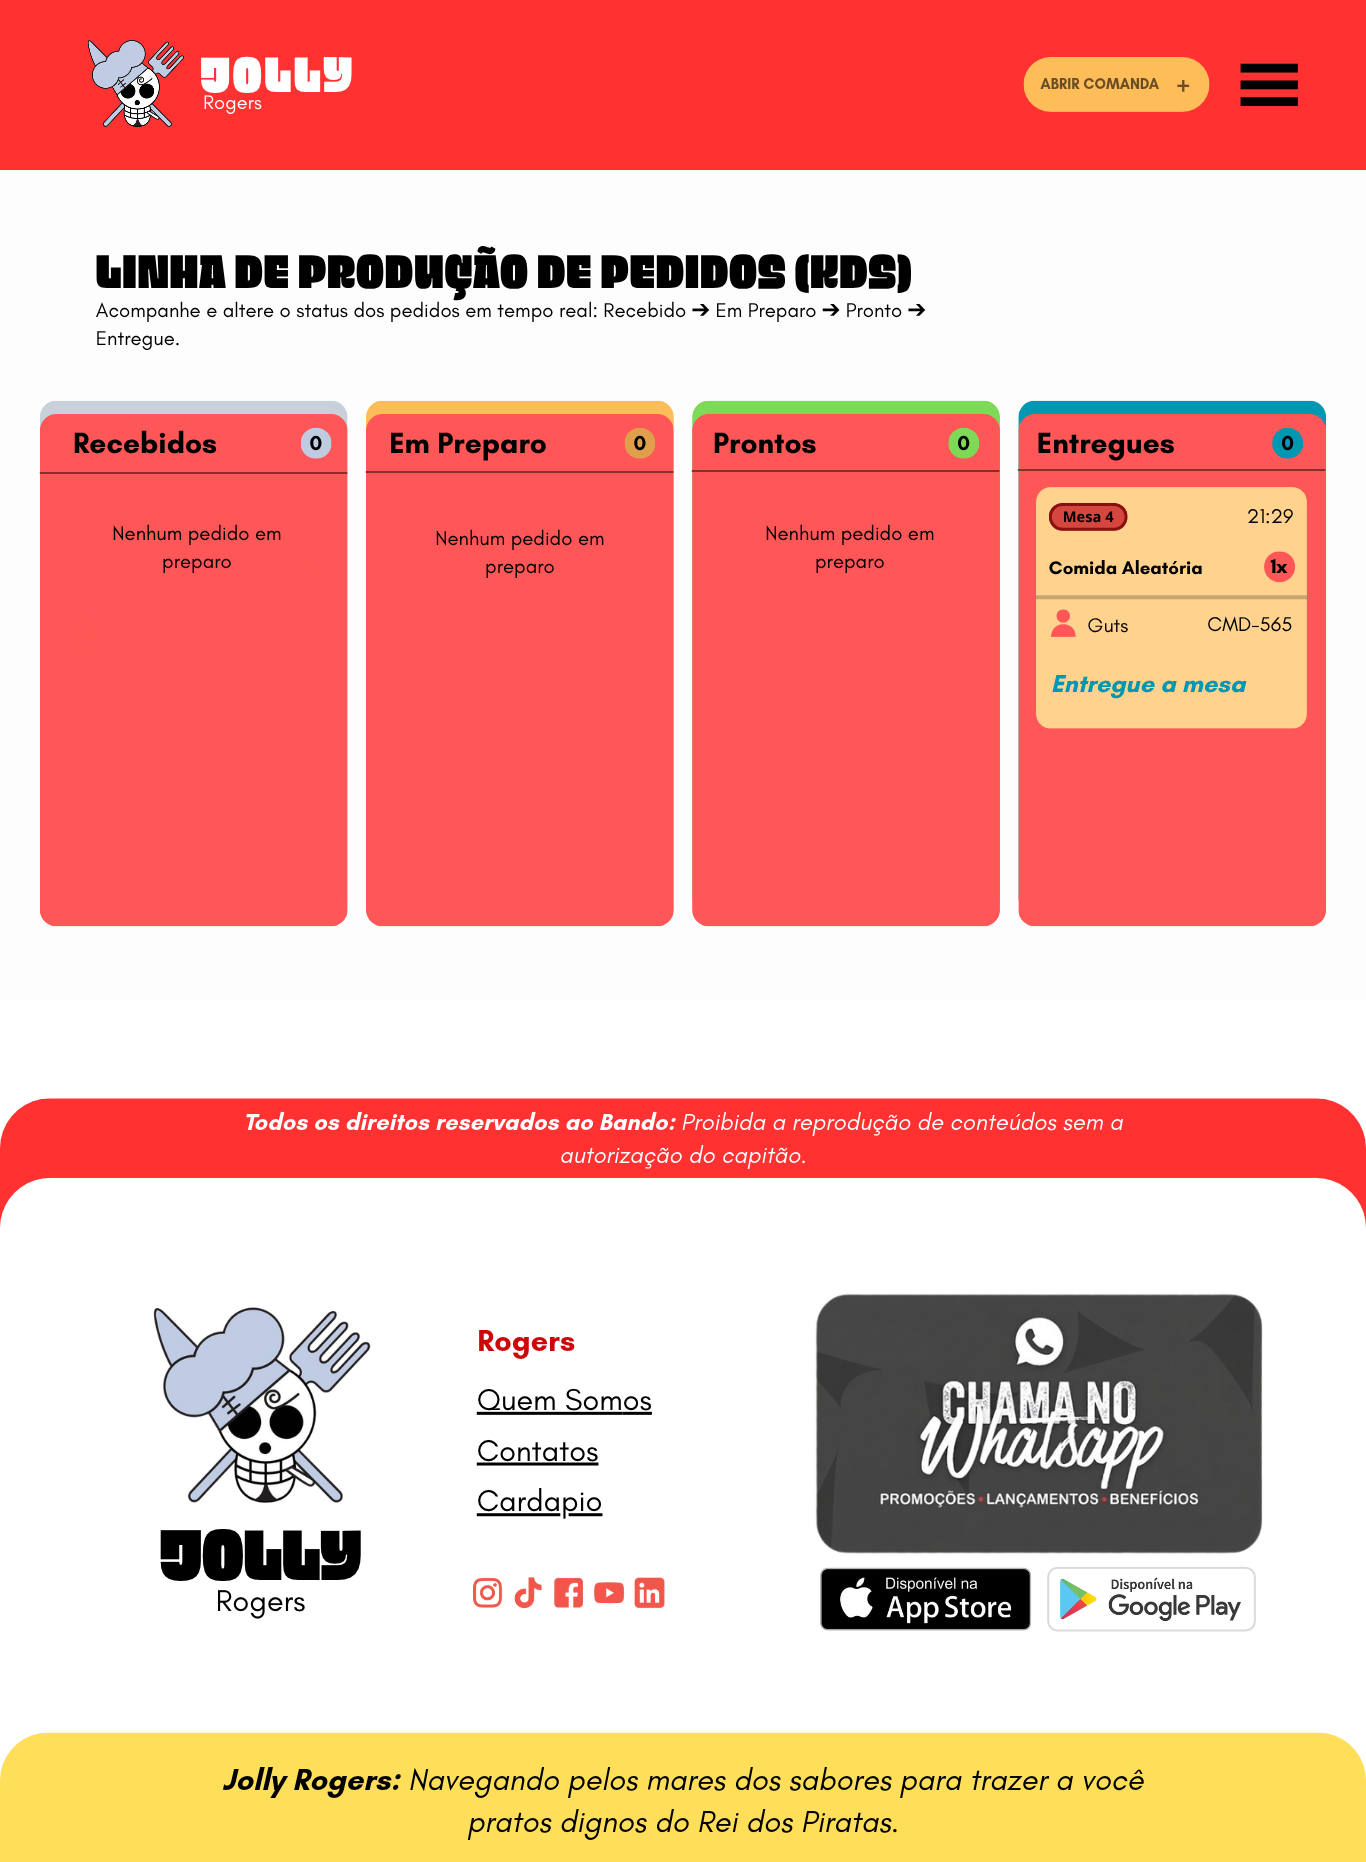 JOLLY
Rogers
ABRIR COMANDA +
LINHA DE PRODUÇÃO DE PEDIDOS (KDS)
Acompanhe e altere o status dos pedidos em tempo real: Recebido ➔ Em Preparo ➔ Pronto ➔
Entregue.
Recebidos 0
Nenhum pedido em
preparo
Em Preparo 0
Nenhum pedido em
preparo
Prontos 0
Nenhum pedido em
preparo
Entregues 0
Mesa 4 21:29
Comida Aleatória 1x
Guts CMD-565
Entregue a mesa
Todos os direitos reservados ao Bando: Proibida a reprodução de conteúdos sem a
autorização do capitão.
JOLLY
Rogers
Rogers
Quem Somos
Contatos
Cardapio
CHAMA NO
Whatsapp
PROMOÇÕES • LANÇAMENTOS • BENEFÍCIOS
Disponível na
App Store
Disponível na
Google Play
Jolly Rogers: Navegando pelos mares dos sabores para trazer a você
pratos dignos do Rei dos Piratas.